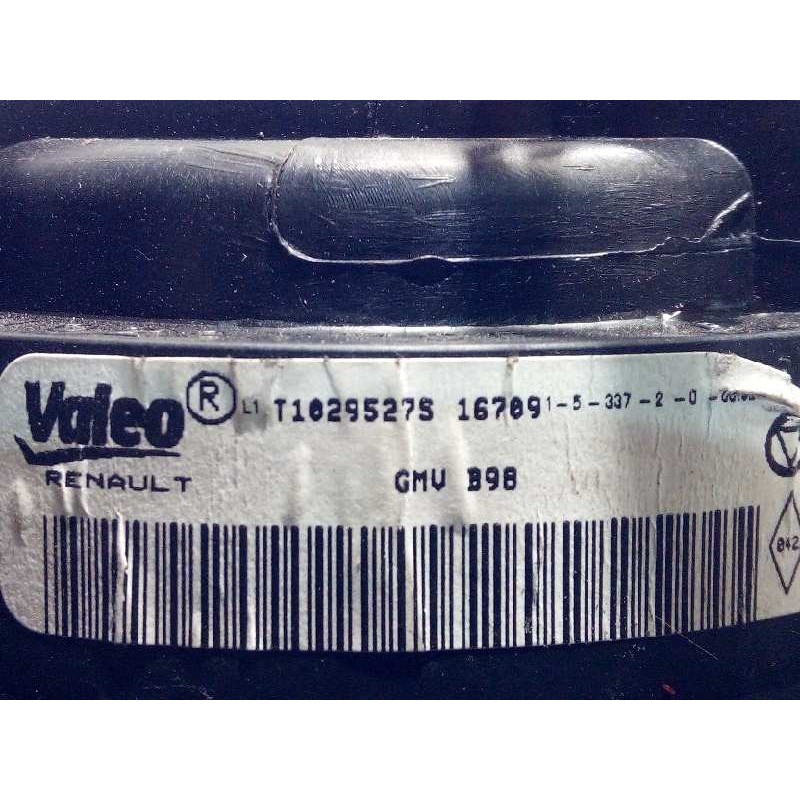 Valeo ® L1 T1029527S 16709 1-5-337-2-0
RENAULT GMV B98